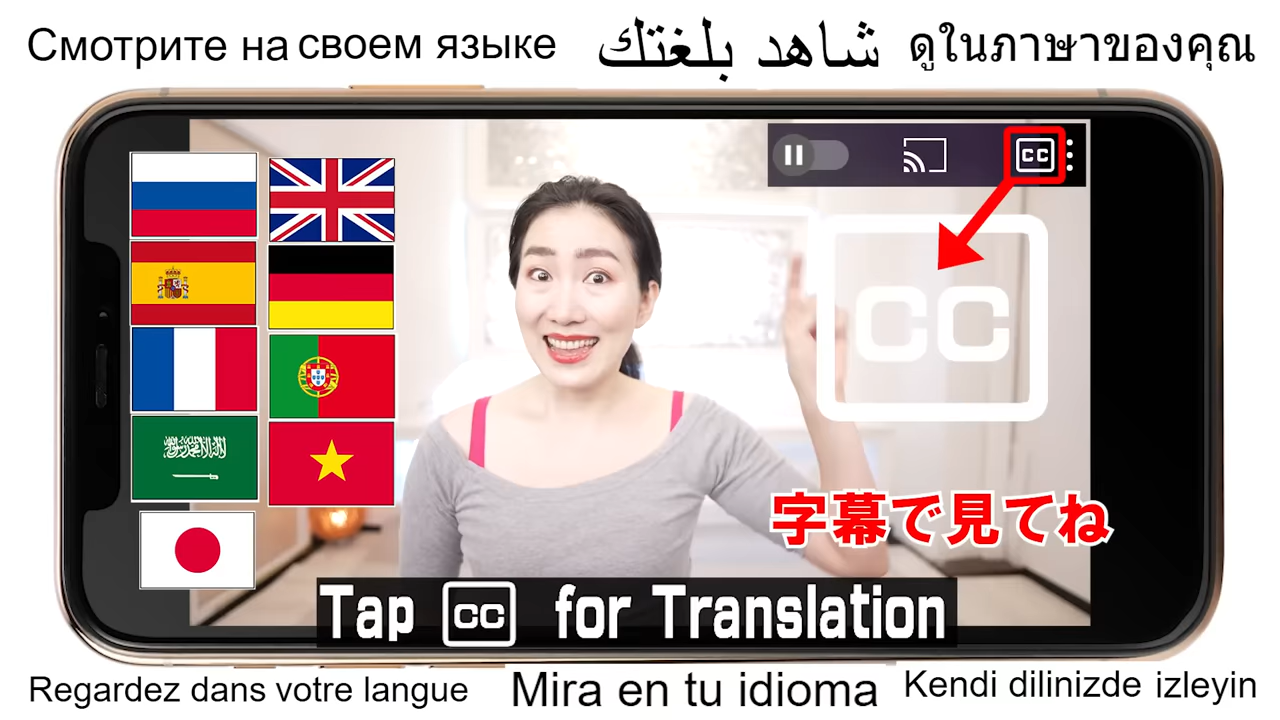 Смотрите на своем языке
شاهد بلغتك
ดูในภาษาของคุณ
CC
CC
字幕で見てね
Tap CC for Translation
Regardez dans votre langue
Mira en tu idioma
Kendi dilinizde izleyin